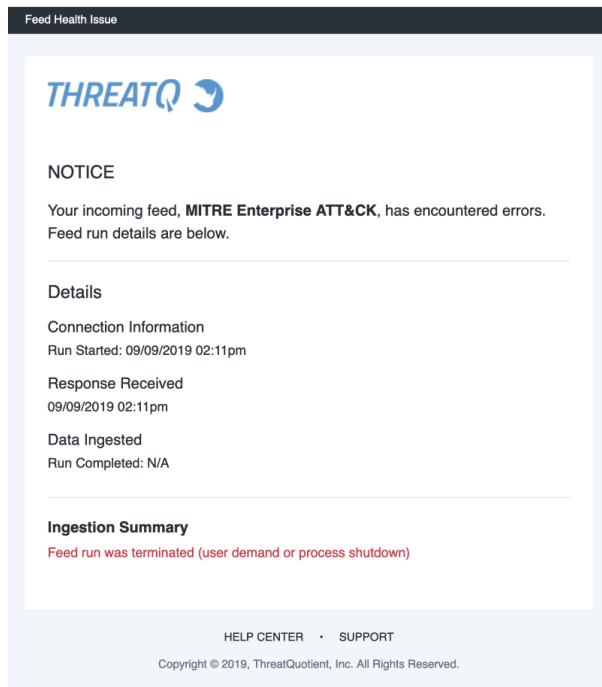 Feed Health Issue
THREATQ
NOTICE
Your incoming feed, MITRE Enterprise ATT&CK, has encountered errors.
Feed run details are below.
Details
Connection Information
Run Started: 09/09/2019 02:11pm
Response Received
09/09/2019 02:11pm
Data Ingested
Run Completed: N/A
Ingestion Summary
Feed run was terminated (user demand or process shutdown)
HELP CENTER • SUPPORT
Copyright © 2019, ThreatQuotient, Inc. All Rights Reserved.